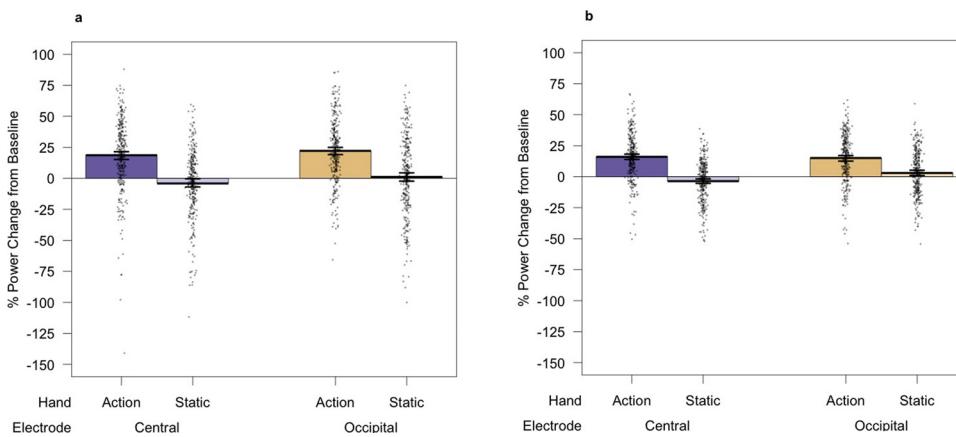 a
% Power Change from Baseline
100
75
50
25
0
-25
-50
-75
-100
-125
-150
Hand Action Static Action Static
Electrode Central Occipital
b
% Power Change from Baseline
100
75
50
25
0
-25
-50
-75
-100
-125
-150
Hand Action Static Action Static
Electrode Central Occipital